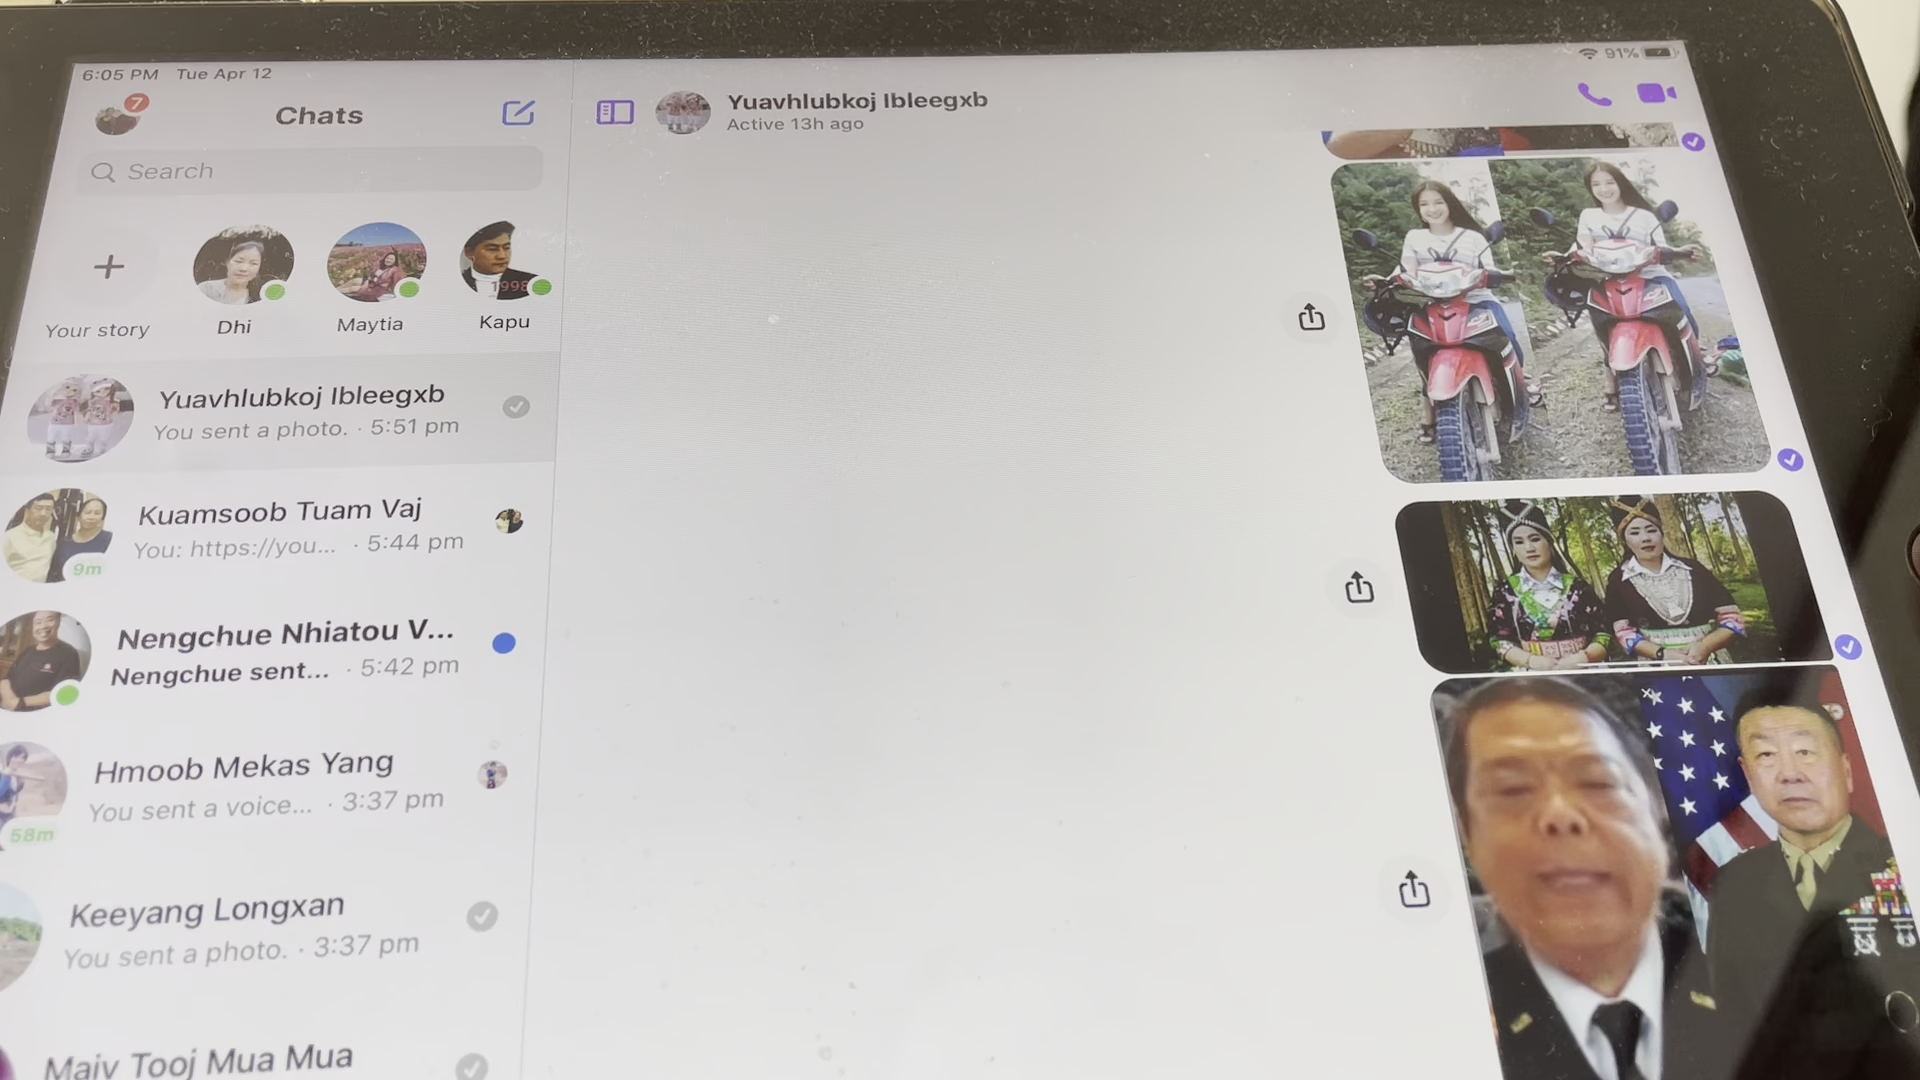 6:05 PM Tue Apr 12
91%
7
Chats
Search
Your story
Dhi
Maytia
1998
Kapu
Yuavhlubkoj Ibleegxb
You sent a photo. · 5:51 pm
Kuamsoob Tuam Vaj
You: https://you... · 5:44 pm
9m
Nengchue Nhiatou V...
Nengchue sent... · 5:42 pm
Hmoob Mekas Yang
You sent a voice... · 3:37 pm
58m
Keeyang Longxan
You sent a photo. · 3:37 pm
Maiv Tooj Mua Mua
Yuavhlubkoj Ibleegxb
Active 13h ago